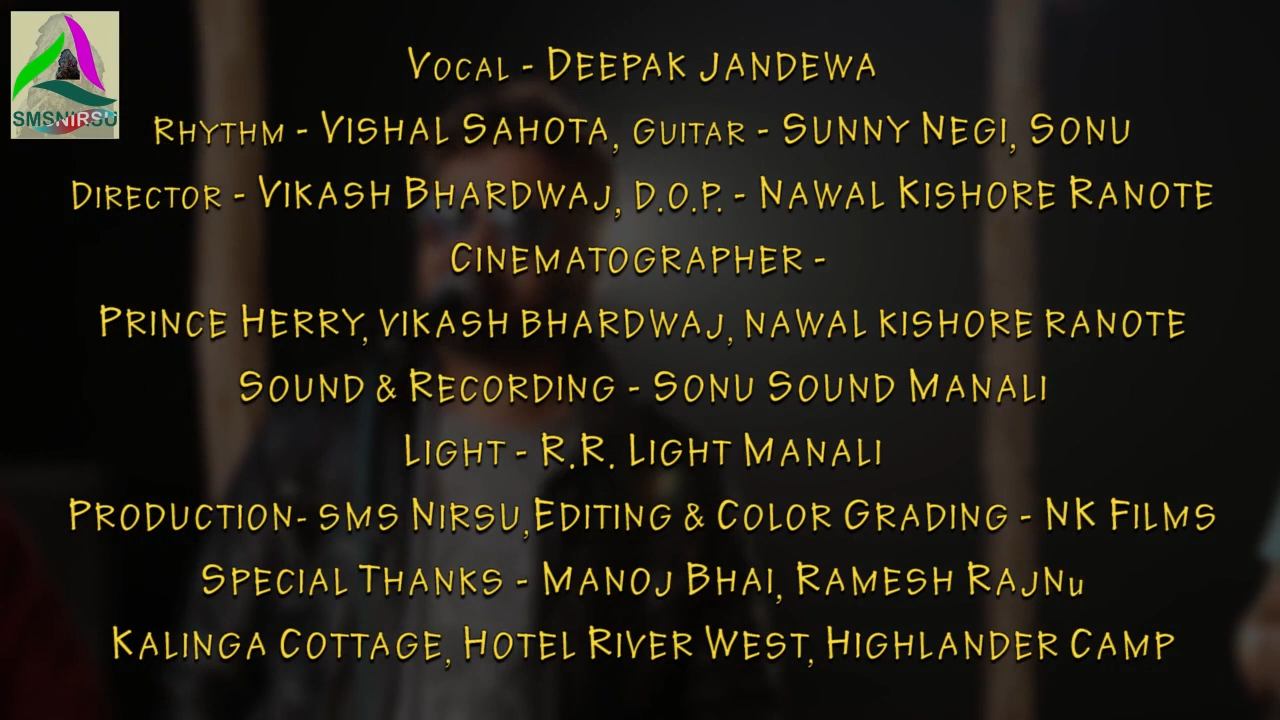 SMSNIRSU
Vocal - Deepak Jandewa
Rhythm - Vishal Sahota, Guitar - Sunny Negi, Sonu
Director - Vikash Bhardwaj, D.O.P. - Nawal Kishore Ranote
Cinematographer -
Prince Herry, vikash bhardwaj, nawal kishore ranote
Sound & Recording - Sonu Sound Manali
Light - R.R. Light Manali
Production- sms Nirsu,Editing & Color Grading - NK Films
Special Thanks - Manoj Bhai, Ramesh RajNu
Kalinga Cottage, Hotel River West, Highlander Camp